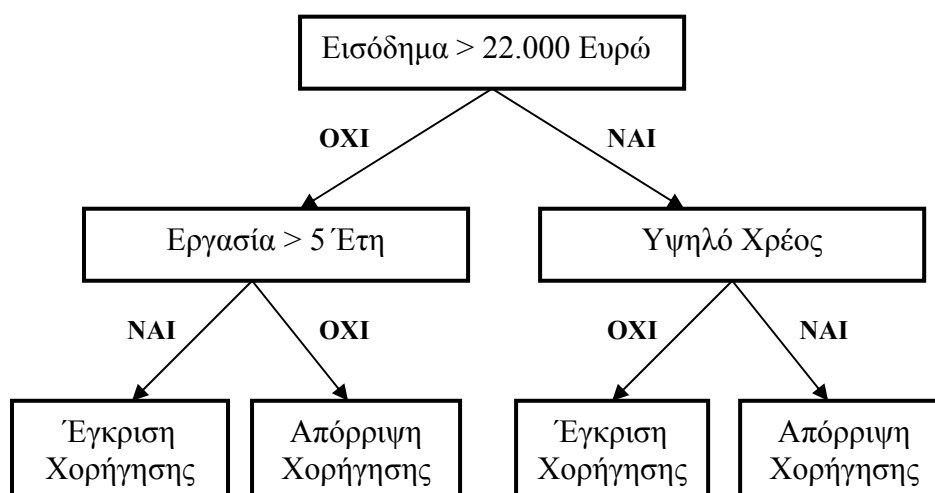 Εισόδημα > 22.000 Ευρώ
ΟΧΙ
ΝΑΙ
Εργασία > 5 Έτη
Υψηλό Χρέος
ΝΑΙ
ΟΧΙ
ΟΧΙ
ΝΑΙ
Έγκριση
Χορήγησης
Απόρριψη
Χορήγησης
Έγκριση
Χορήγησης
Απόρριψη
Χορήγησης